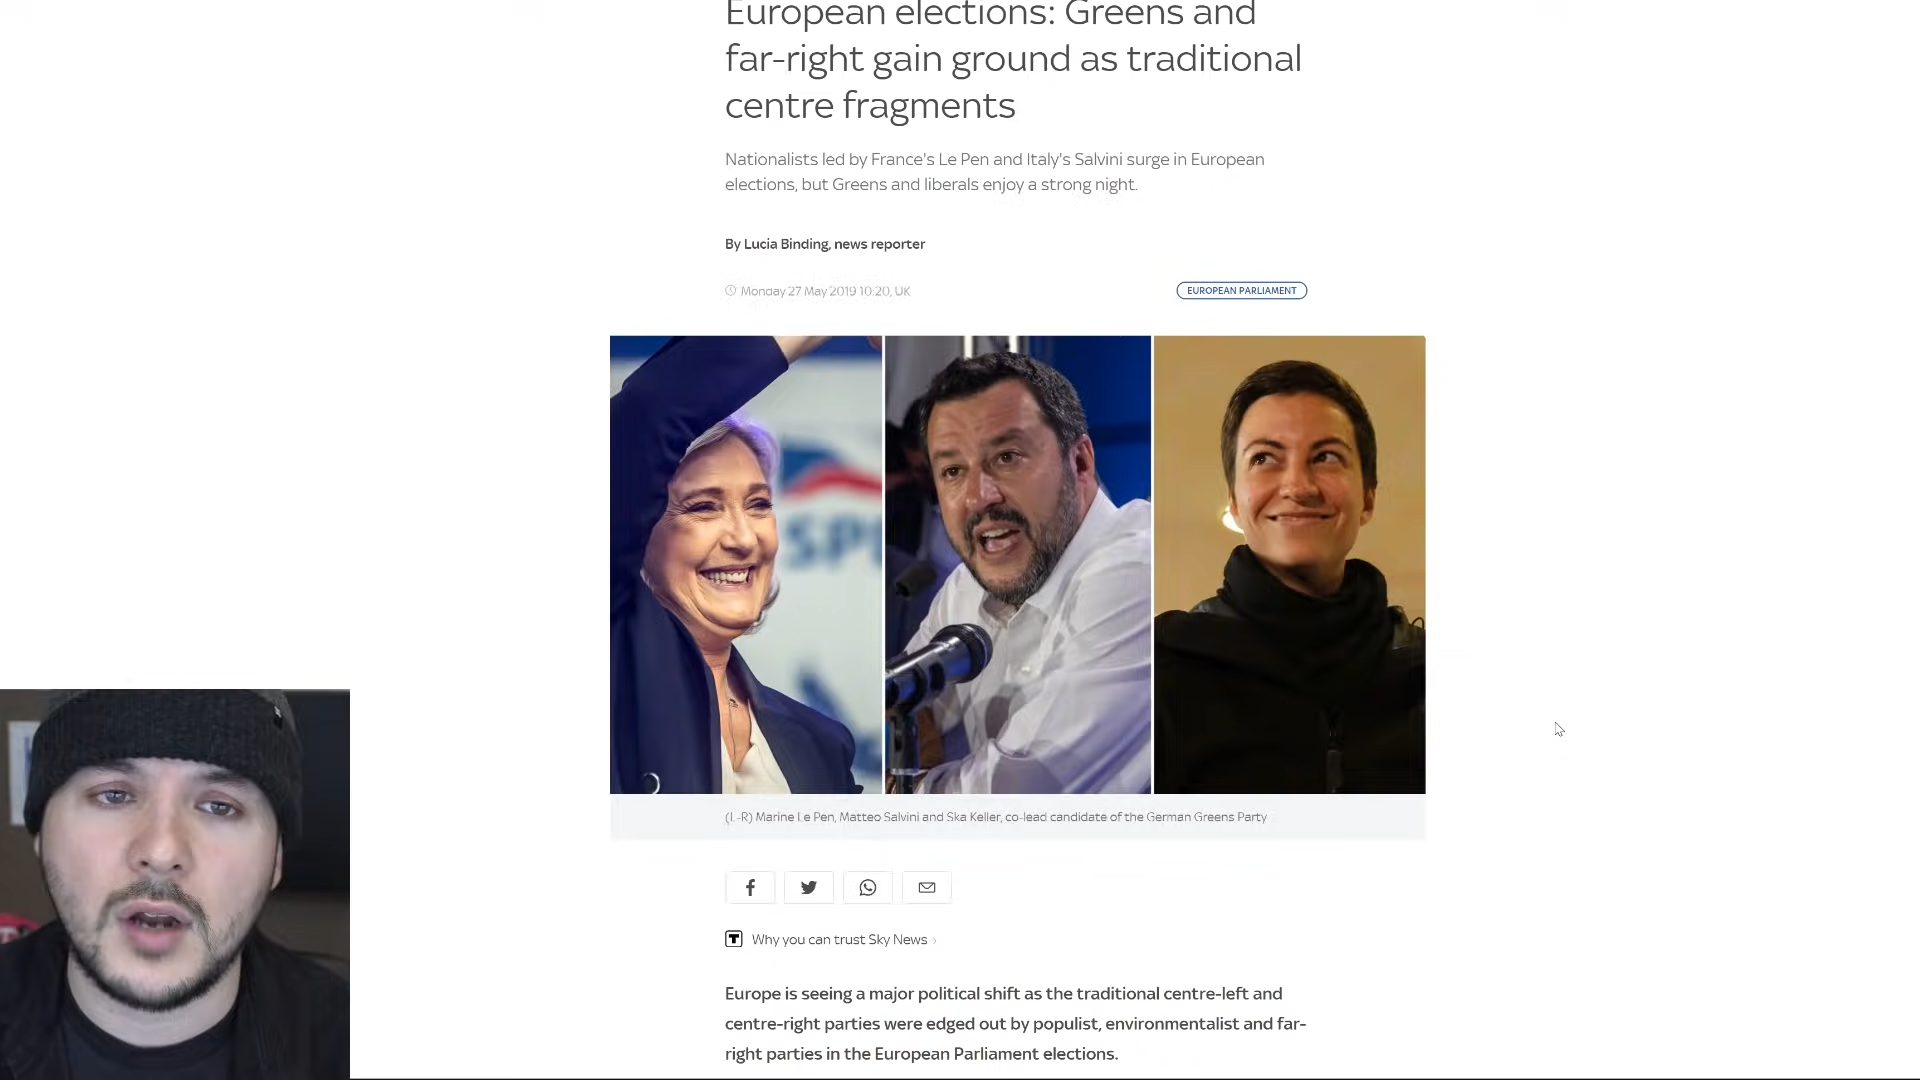 European elections: Greens and
far-right gain ground as traditional
centre fragments
Nationalists led by France's Le Pen and Italy's Salvini surge in European
elections, but Greens and liberals enjoy a strong night.
By Lucia Binding, news reporter
Monday 27 May 2019 10:20, UK
EUROPEAN PARLIAMENT
(L-R) Marine Le Pen, Matteo Salvini and Ska Keller, co-lead candidate of the German Greens Party
Why you can trust Sky News
Europe is seeing a major political shift as the traditional centre-left and
centre-right parties were edged out by populist, environmentalist and far-
right parties in the European Parliament elections.